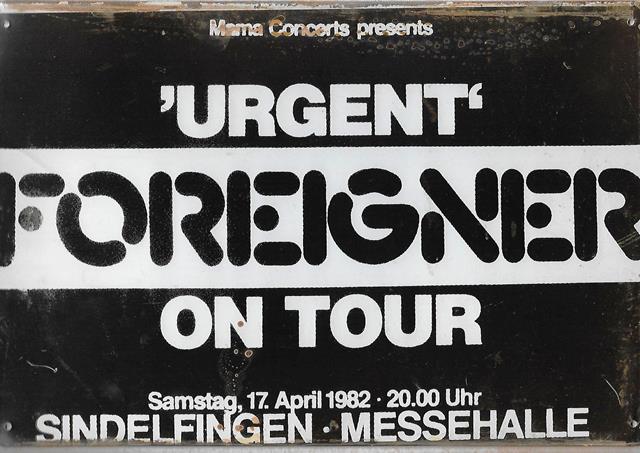 Mama Concerts presents
’URGENT‘
FOREIGNER
ON TOUR
Samstag, 17. April 1982 · 20.00 Uhr
SINDELFINGEN · MESSEHALLE